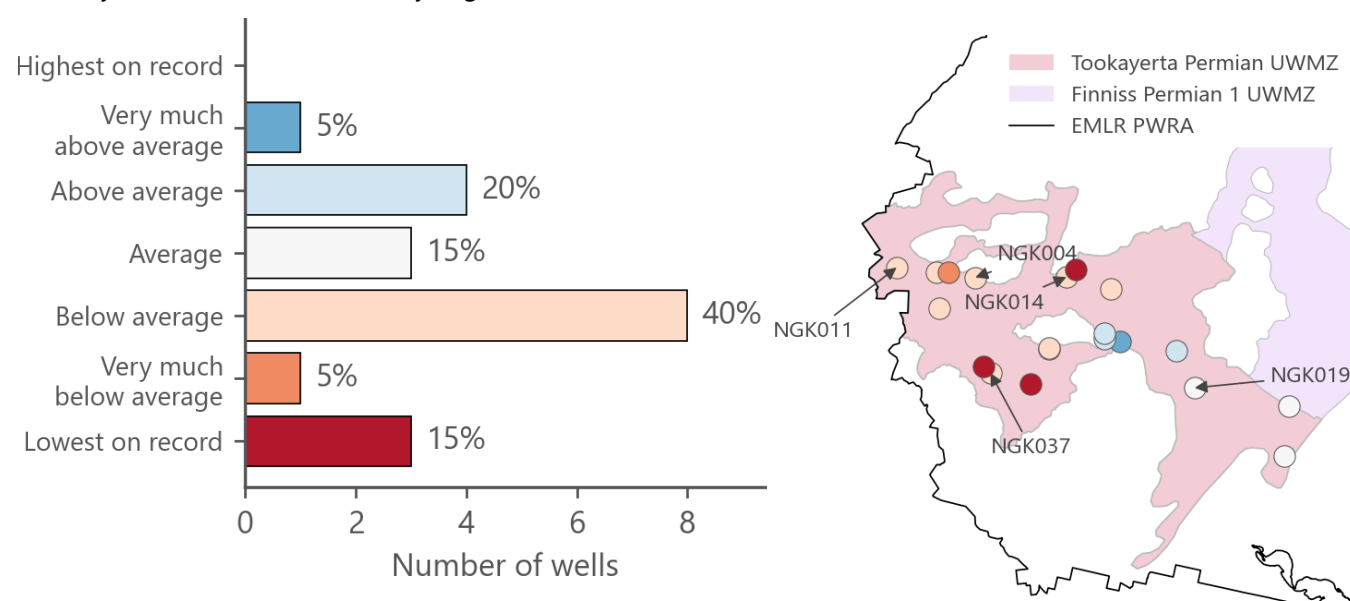 Highest on record
Very much
above average
5%
Above average
20%
Average
15%
Below average
40%
Very much
below average
5%
Lowest on record
15%
0 2 4 6 8
Number of wells
Tookayerta Permian UWMZ
Finniss Permian 1 UWMZ
EMLR PWRA
NGK004
NGK014
NGK011
NGK019
NGK037